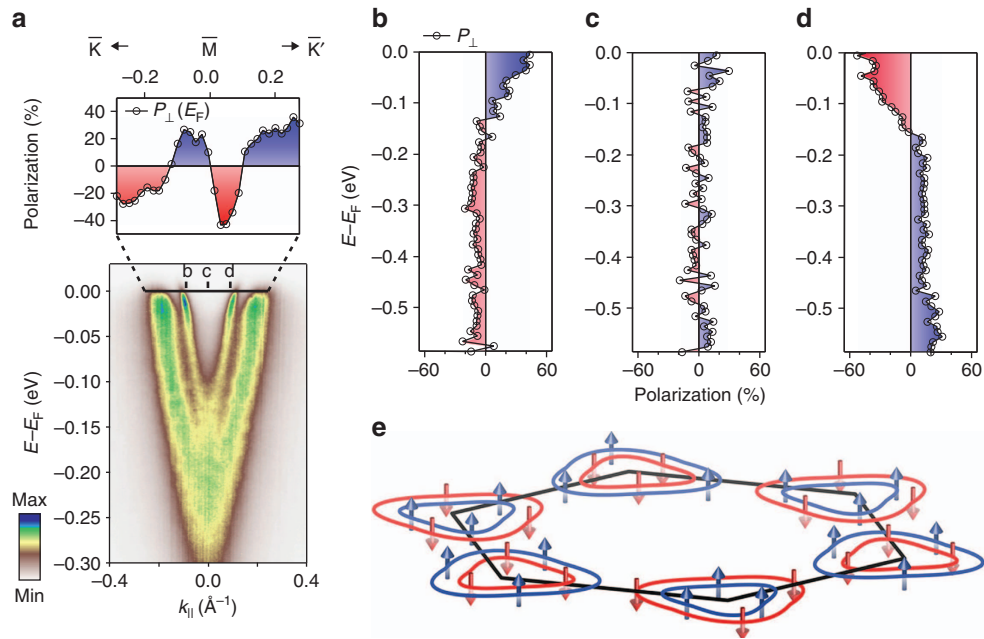 a
K M K′
−0.2 0.0 0.2
Polarization (%)
40
20
0
−20
−40
P⊥(EF)
b c d
E–EF (eV)
0.00
−0.05
−0.10
−0.15
−0.20
−0.25
−0.30
−0.4 0.0 0.4
k|| (Å−1)
Max
Min
b
P⊥
E–EF (eV)
0.0
−0.1
−0.2
−0.3
−0.4
−0.5
−60 0 60
c
0.0
−0.1
−0.2
−0.3
−0.4
−0.5
−60 0 60
Polarization (%)
d
0.0
−0.1
−0.2
−0.3
−0.4
−0.5
−60 0 60
e